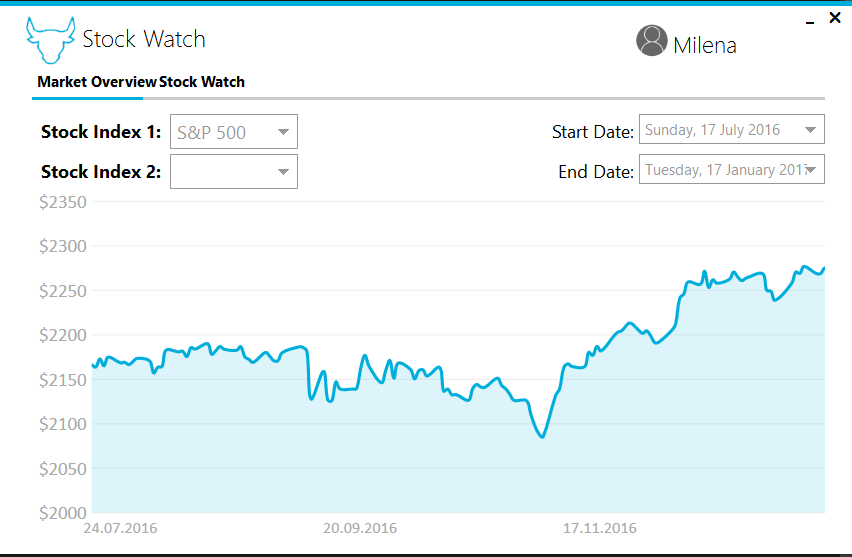 Stock Watch
Milena
Market Overview Stock Watch
Stock Index 1: S&P 500
Start Date: Sunday, 17 July 2016
Stock Index 2:
End Date: Tuesday, 17 January 2017
$2350
$2300
$2250
$2200
$2150
$2100
$2050
$2000
24.07.2016 20.09.2016 17.11.2016